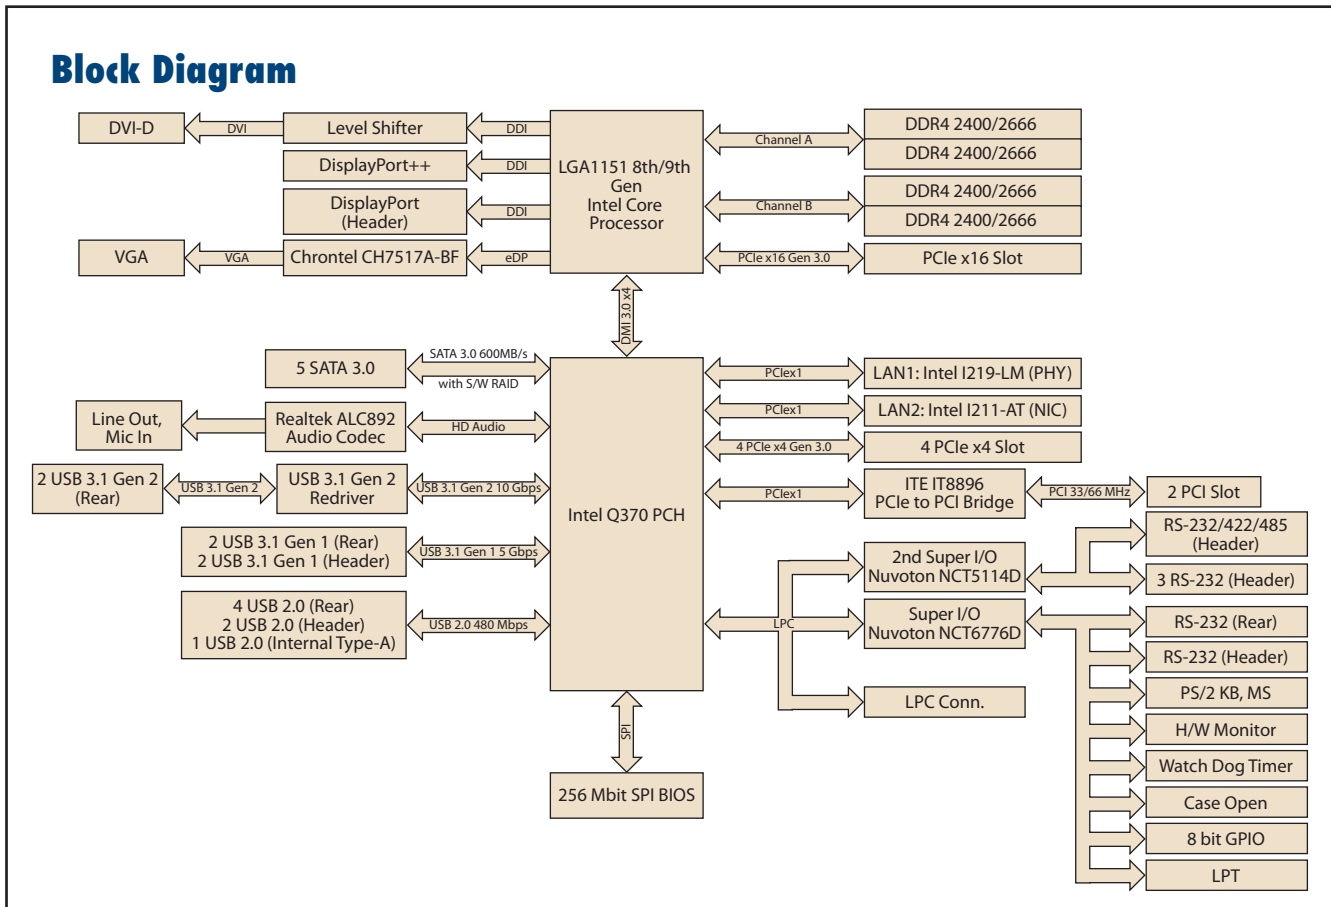 Block Diagram
DVI-D
DVI
Level Shifter
DDI
DisplayPort++
DDI
DisplayPort
(Header)
DDI
VGA
VGA
Chrontel CH7517A-BF
eDP
LGA1151 8th/9th
Gen
Intel Core
Processor
Channel A
DDR4 2400/2666
DDR4 2400/2666
Channel B
DDR4 2400/2666
DDR4 2400/2666
PCIe x16 Gen 3.0
PCIe x16 Slot
DMI 3.0 x4
5 SATA 3.0
SATA 3.0 600MB/s
with S/W RAID
Line Out,
Mic In
Realtek ALC892
Audio Codec
HD Audio
2 USB 3.1 Gen 2
(Rear)
USB 3.1 Gen 2
USB 3.1 Gen 2
Redriver
USB 3.1 Gen 2 10 Gbps
2 USB 3.1 Gen 1 (Rear)
2 USB 3.1 Gen 1 (Header)
USB 3.1 Gen 1 5 Gbps
4 USB 2.0 (Rear)
2 USB 2.0 (Header)
1 USB 2.0 (Internal Type-A)
USB 2.0 480 Mbps
Intel Q370 PCH
PCIex1
LAN1: Intel I219-LM (PHY)
PCIex1
LAN2: Intel I211-AT (NIC)
4 PCIe x4 Gen 3.0
4 PCIe x4 Slot
PCIex1
ITE IT8896
PCIe to PCI Bridge
PCI 33/66 MHz
2 PCI Slot
LPC
2nd Super I/O
Nuvoton NCT5114D
RS-232/422/485
(Header)
3 RS-232 (Header)
Super I/O
Nuvoton NCT6776D
RS-232 (Rear)
RS-232 (Header)
PS/2 KB, MS
H/W Monitor
Watch Dog Timer
Case Open
8 bit GPIO
LPT
LPC Conn.
SPI
256 Mbit SPI BIOS